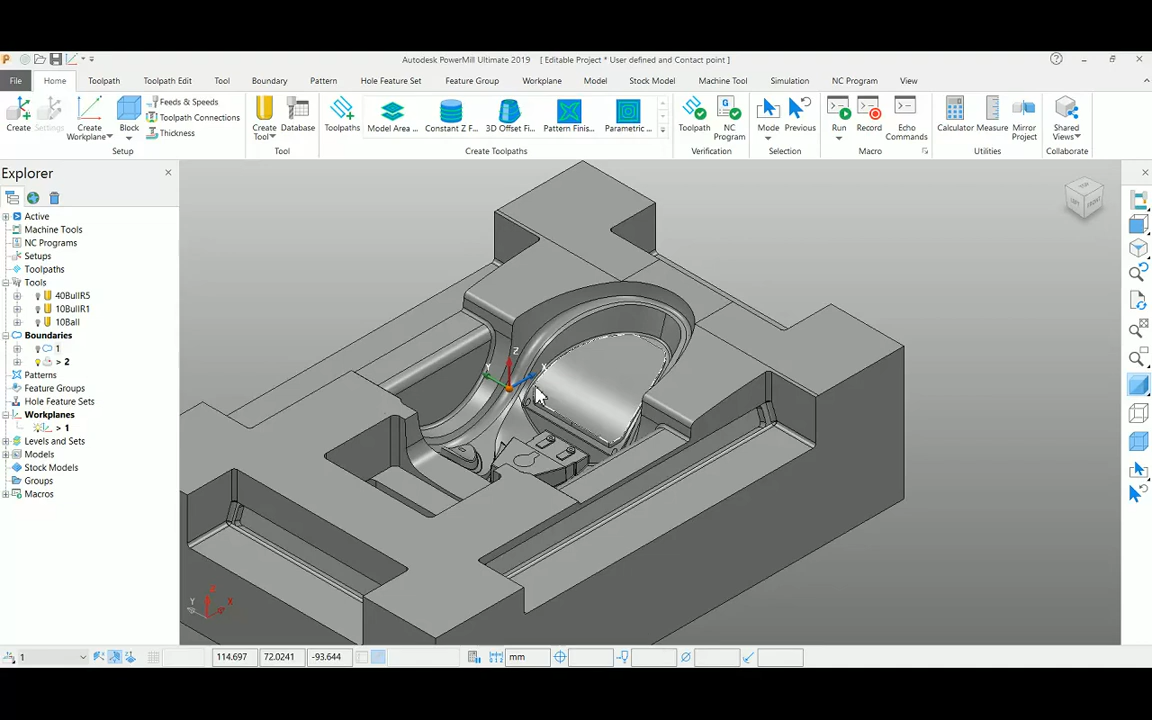 Autodesk PowerMill Ultimate 2019 [ Editable Project * User defined and Contact point ]
File Home Toolpath Toolpath Edit Tool Boundary Pattern Hole Feature Set Feature Group Workplane Model Stock Model Machine Tool Simulation NC Program View
Create Settings Create Workplane Block Feeds & Speeds Toolpath Connections Thickness
Create Tool Database Toolpaths Model Area ... Constant Z F... 3D Offset Fi... Pattern Finis... Parametric ...
Toolpath NC Program Mode Previous Run Record Echo Commands Calculator Measure Mirror Project Shared Views
Setup Tool Create Toolpaths Verification Selection Macro Utilities Collaborate
Explorer
Active
Machine Tools
NC Programs
Setups
Toolpaths
Tools
40BullR5
10BullR1
10Ball
Boundaries
1
> 2
Patterns
Feature Groups
Hole Feature Sets
Workplanes
> 1
Levels and Sets
Models
Stock Models
Groups
Macros
TOP
LEFT FRONT
Z
Y X
Z
Y X
1 114.697 72.0241 -93.644 mm